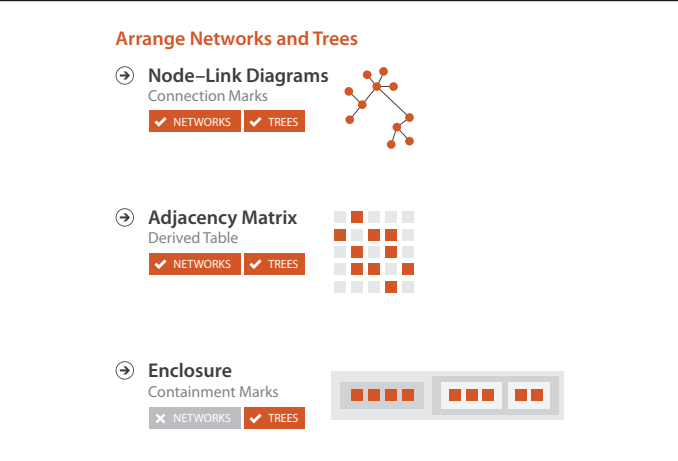 Arrange Networks and Trees
Node–Link Diagrams
Connection Marks
NETWORKS TREES
Adjacency Matrix
Derived Table
NETWORKS TREES
Enclosure
Containment Marks
NETWORKS TREES